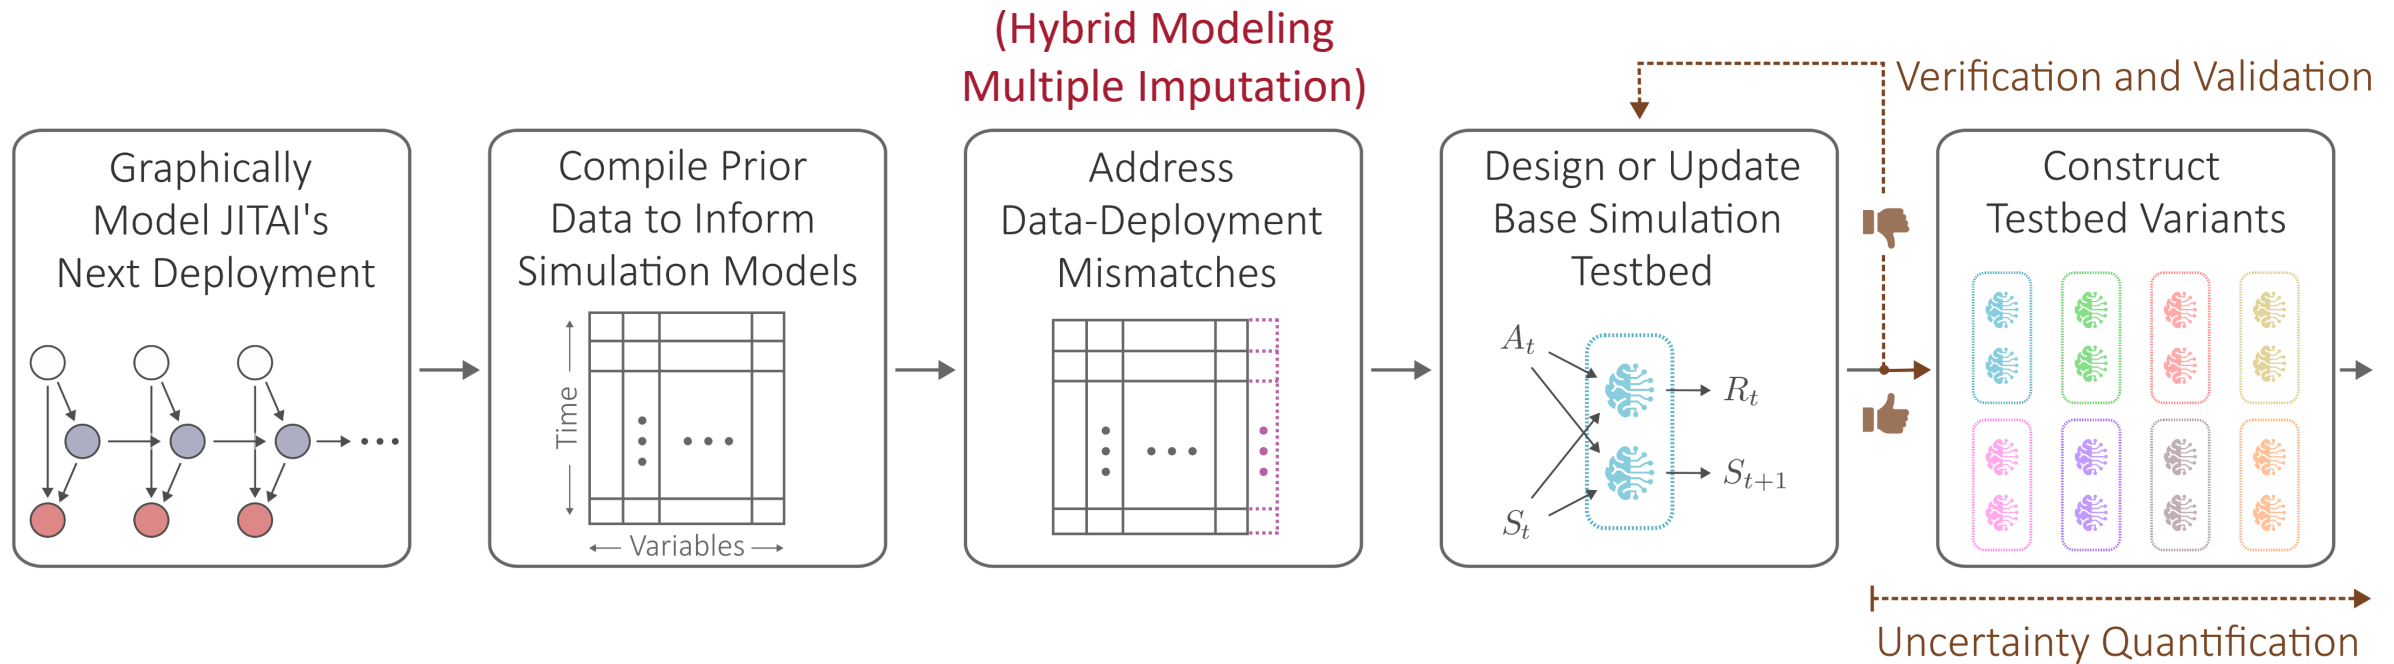 (Hybrid Modeling
Multiple Imputation)
Verification and Validation
Graphically
Model JITAI's
Next Deployment
Compile Prior
Data to Inform
Simulation Models
Time
Variables
Address
Data-Deployment
Mismatches
Design or Update
Base Simulation
Testbed
A_t
R_t
S_{t+1}
S_t
Construct
Testbed Variants
Uncertainty Quantification